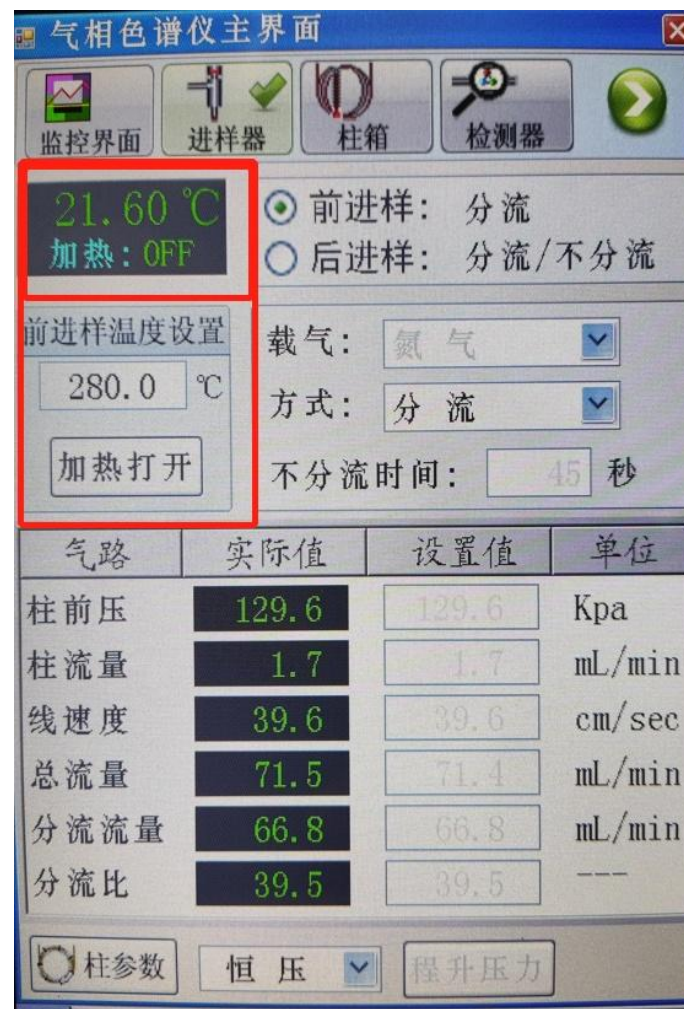 气相色谱仪主界面
监控界面 进样器 柱箱 检测器
21.60 ℃
加热:OFF
前进样: 分流
后进样: 分流/不分流
前进样温度设置
280.0 ℃
加热打开
载气: 氮气
方式: 分流
不分流时间: 45 秒
气路 实际值 设置值 单位
柱前压 129.6 129.6 Kpa
柱流量 1.7 1.7 mL/min
线速度 39.6 39.6 cm/sec
总流量 71.5 71.4 mL/min
分流流量 66.8 66.8 mL/min
分流比 39.5 39.5 ---
柱参数 恒压 程升压力